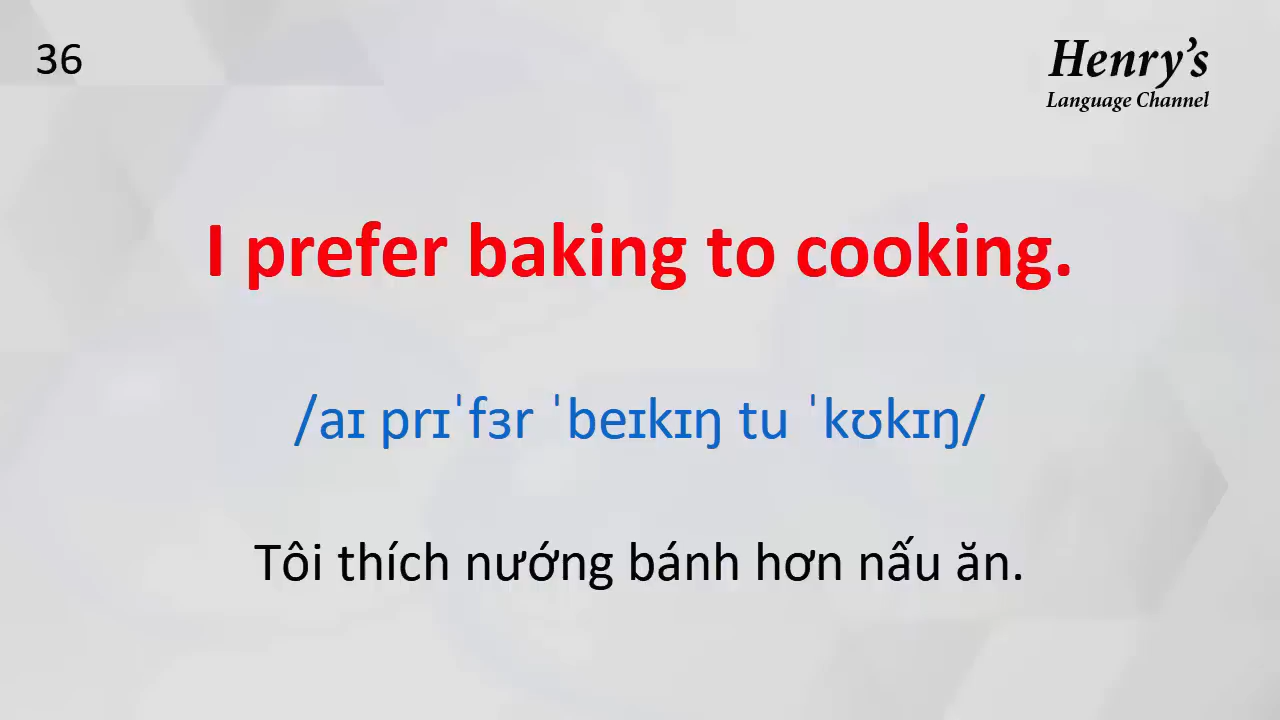 36
Henry's
Language Channel
I prefer baking to cooking.
/aɪ prɪˈfɜr ˈbeɪkɪŋ tu ˈkʊkɪŋ/
Tôi thích nướng bánh hơn nấu ăn.